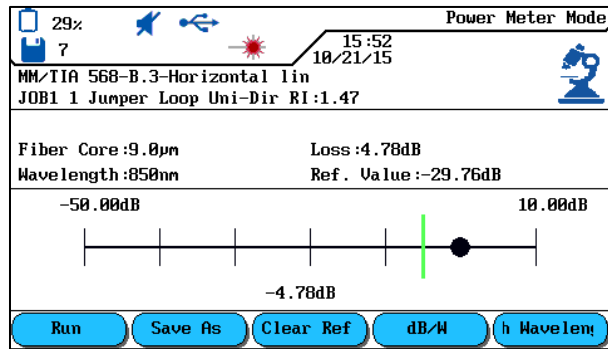 29%
Power Meter Mode
7
15:52
10/21/15
MM/TIA 568-B.3-Horizontal lin
JOB1 1 Jumper Loop Uni-Dir RI:1.47
Fiber Core:9.0µm
Loss:4.78dB
Wavelength:850nm
Ref. Value:-29.76dB
-50.00dB
10.00dB
-4.78dB
Run
Save As
Clear Ref
dB/W
h Waveleng